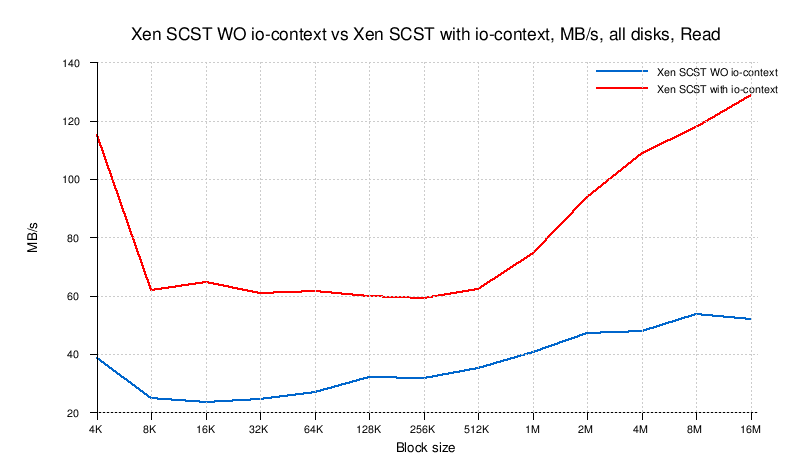 Xen SCST WO io-context vs Xen SCST with io-context, MB/s, all disks, Read
140
Xen SCST WO io-context
Xen SCST with io-context
120
100
80
MB/s
60
40
20
4K 8K 16K 32K 64K 128K 256K 512K 1M 2M 4M 8M 16M
Block size